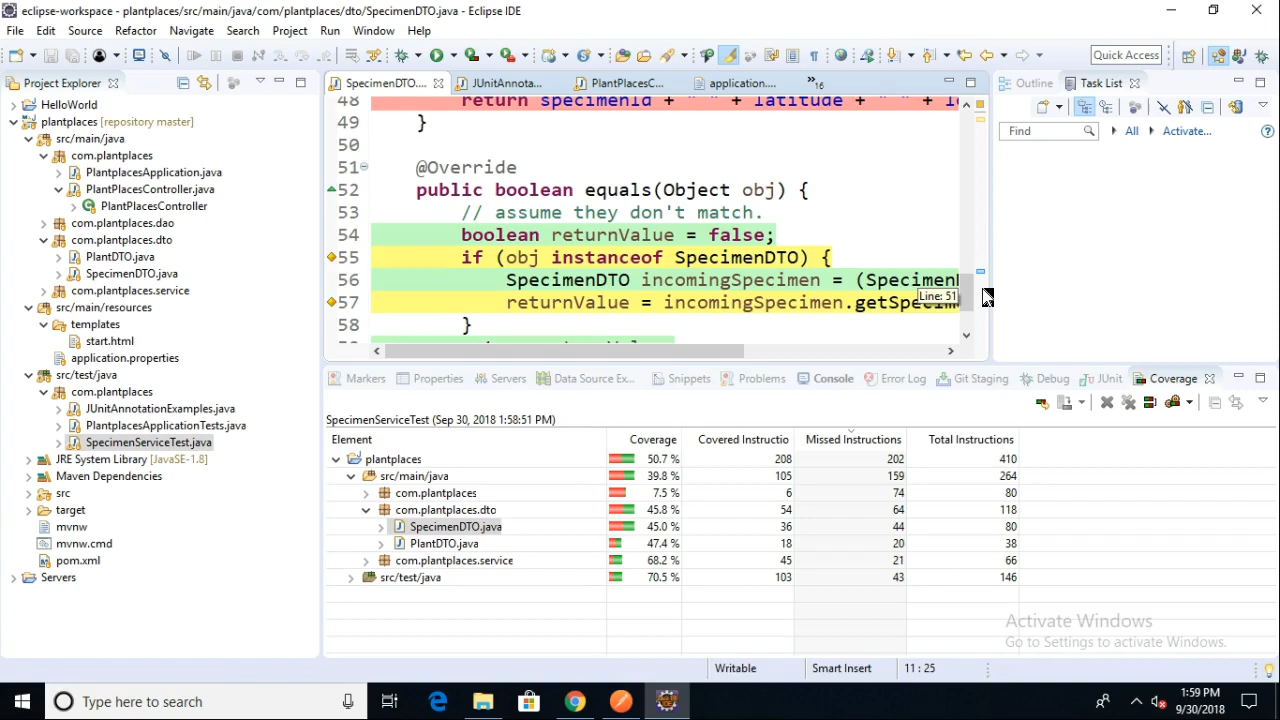 eclipse-workspace - plantplaces/src/main/java/com/plantplaces/dto/SpecimenDTO.java - Eclipse IDE
File Edit Source Refactor Navigate Search Project Run Window Help
Quick Access
Project Explorer
SpecimenDTO... JUnitAnnota... PlantPlacesC... application.... »16
Outline Task List
HelloWorld
plantplaces [repository master]
src/main/java
com.plantplaces
PlantplacesApplication.java
PlantPlacesController.java
PlantPlacesController
com.plantplaces.dao
com.plantplaces.dto
PlantDTO.java
SpecimenDTO.java
com.plantplaces.service
src/main/resources
templates
start.html
application.properties
src/test/java
com.plantplaces
JUnitAnnotationExamples.java
PlantplacesApplicationTests.java
SpecimenServiceTest.java
JRE System Library [JavaSE-1.8]
Maven Dependencies
src
target
mvnw
mvnw.cmd
pom.xml
Servers
48 return specimenId + " " + latitude + " " + lo
49 }
50
51 @Override
52 public boolean equals(Object obj) {
53 // assume they don't match.
54 boolean returnValue = false;
55 if (obj instanceof SpecimenDTO) {
56 SpecimenDTO incomingSpecimen = (Specimen
57 returnValue = incomingSpecimen.getSpecim
58 }
Line: 51
Find All Activate...
Markers Properties Servers Data Source Ex... Snippets Problems Console Error Log Git Staging Debug JUnit Coverage
SpecimenServiceTest (Sep 30, 2018 1:58:51 PM)
Element Coverage Covered Instructio Missed Instructions Total Instructions
plantplaces 50.7 % 208 202 410
src/main/java 39.8 % 105 159 264
com.plantplaces 7.5 % 6 74 80
com.plantplaces.dto 45.8 % 54 64 118
SpecimenDTO.java 45.0 % 36 44 80
PlantDTO.java 47.4 % 18 20 38
com.plantplaces.service 68.2 % 45 21 66
src/test/java 70.5 % 103 43 146
Activate Windows
Go to Settings to activate Windows.
Writable Smart Insert 11 : 25
Type here to search
1:59 PM
9/30/2018